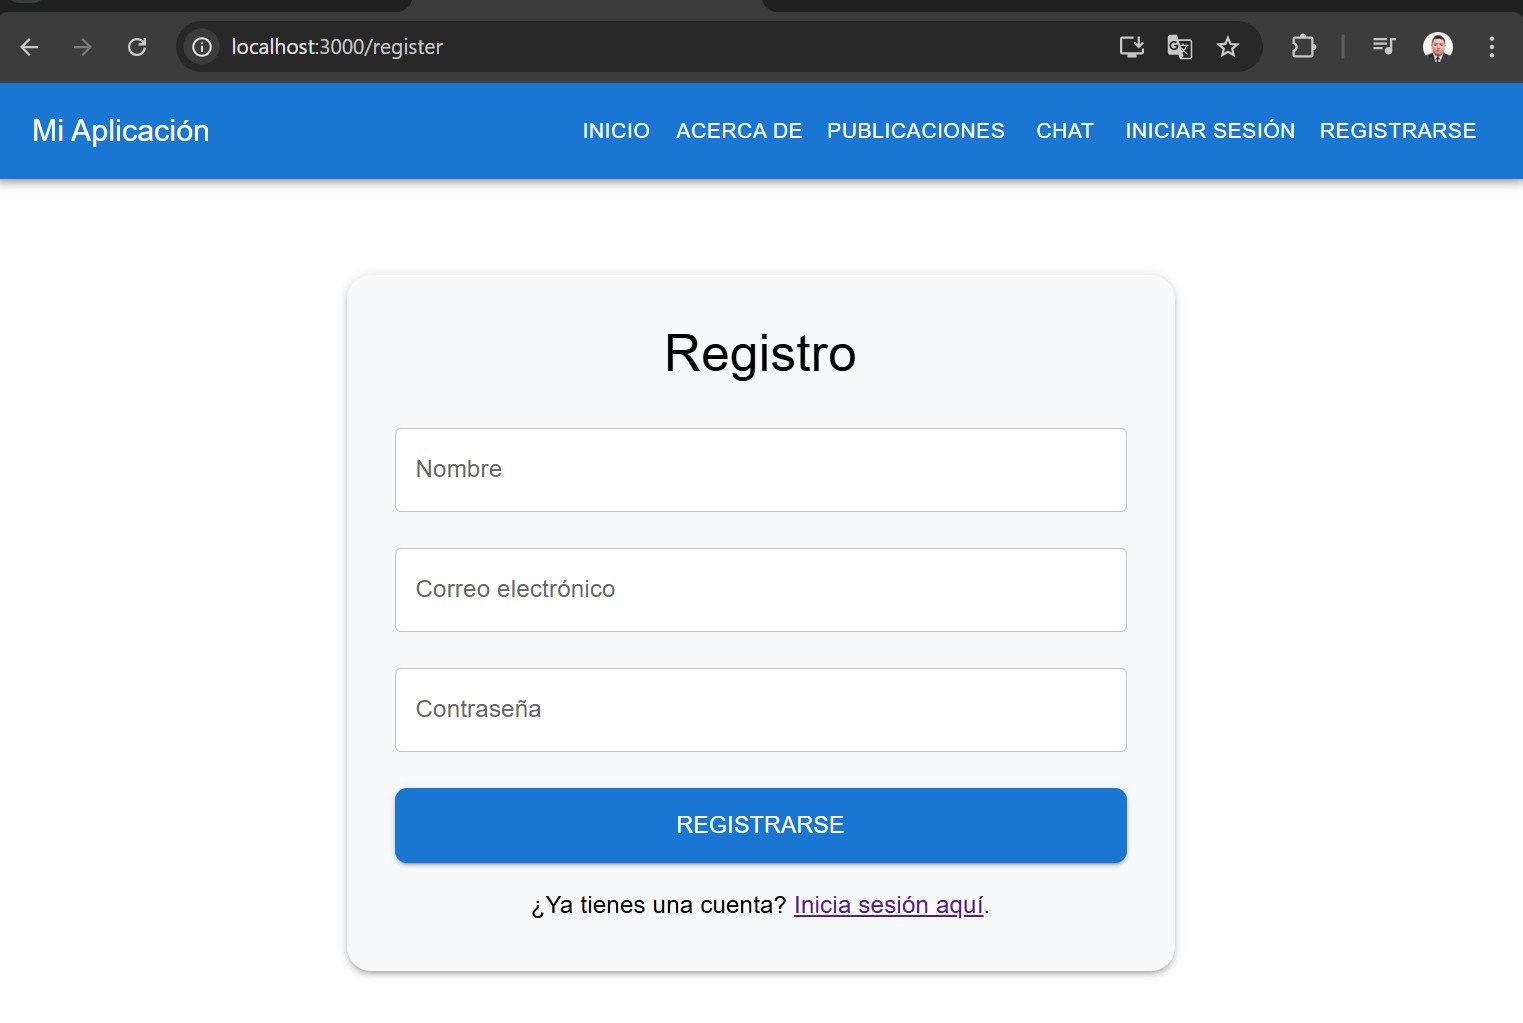 localhost:3000/register
Mi Aplicación INICIO ACERCA DE PUBLICACIONES CHAT INICIAR SESIÓN REGISTRARSE
Registro
Nombre
Correo electrónico
Contraseña
REGISTRARSE
¿Ya tienes una cuenta? Inicia sesión aquí.